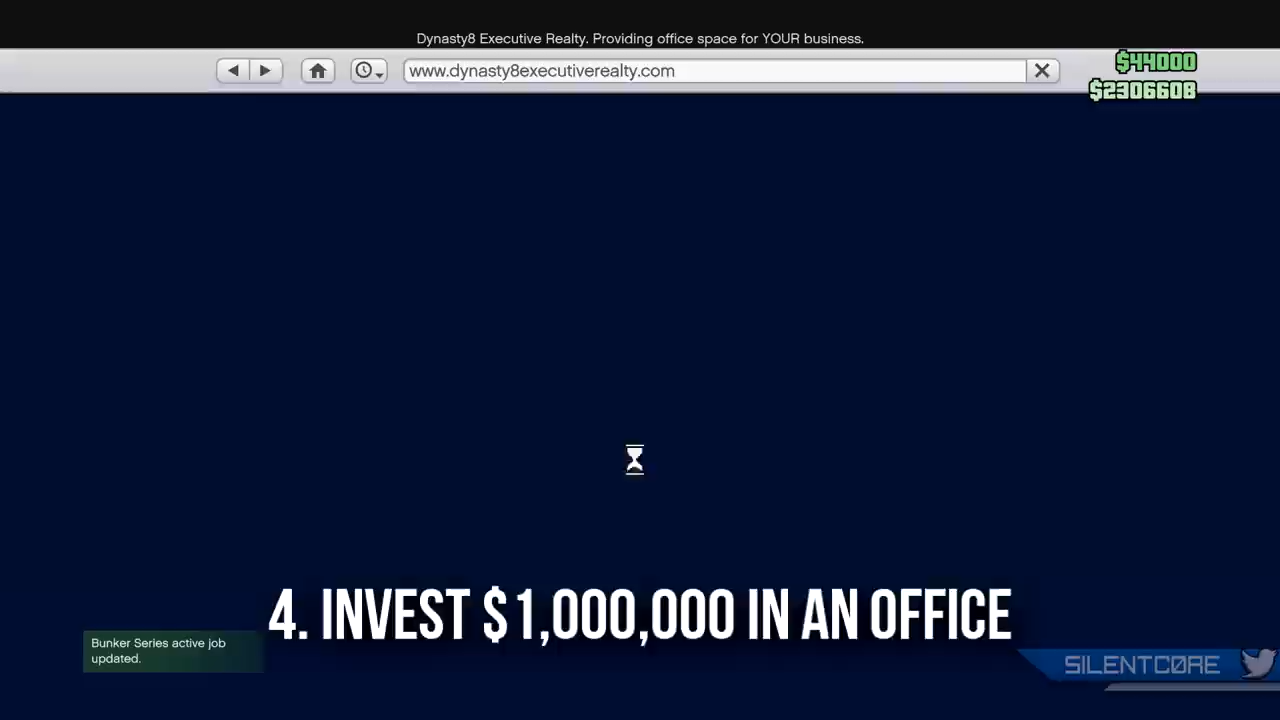 Dynasty8 Executive Realty. Providing office space for YOUR business.
www.dynasty8executiverealty.com
$44000
$2306608
4. INVEST $1,000,000 IN AN OFFICE
Bunker Series active job
updated.
SILENTCØRE